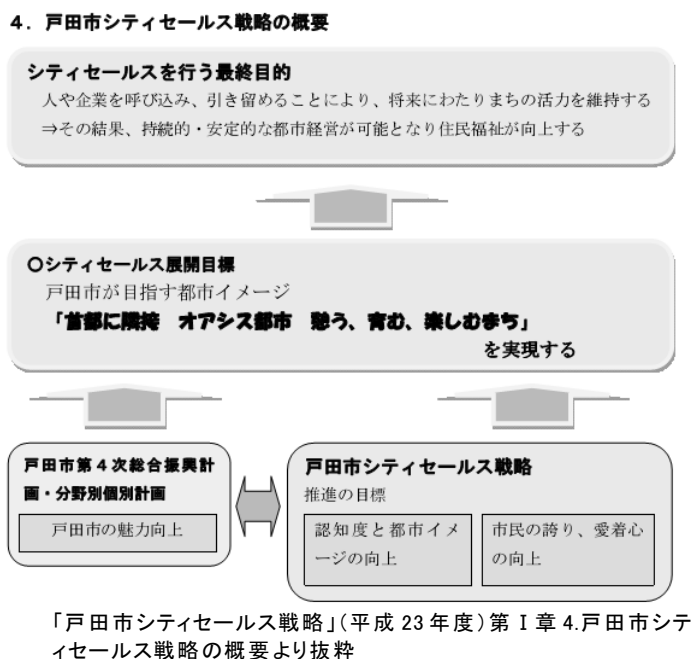 ４．戸田市シティセールス戦略の概要
シティセールスを行う最終目的
人や企業を呼び込み、引き留めることにより、将来にわたりまちの活力を維持する
⇒その結果、持続的・安定的な都市経営が可能となり住民福祉が向上する
〇シティセールス展開目標
戸田市が目指す都市イメージ
「首都に隣接　オアシス都市　憩う、育む、楽しむまち」
を実現する
戸田市第４次総合振興計
画・分野別個別計画
戸田市の魅力向上
戸田市シティセールス戦略
推進の目標
認知度と都市イメ
ージの向上
市民の誇り、愛着心
の向上
「戸田市シティセールス戦略」（平成 23 年度）第Ⅰ章 4.戸田市シテ
ィセールス戦略の概要より抜粋